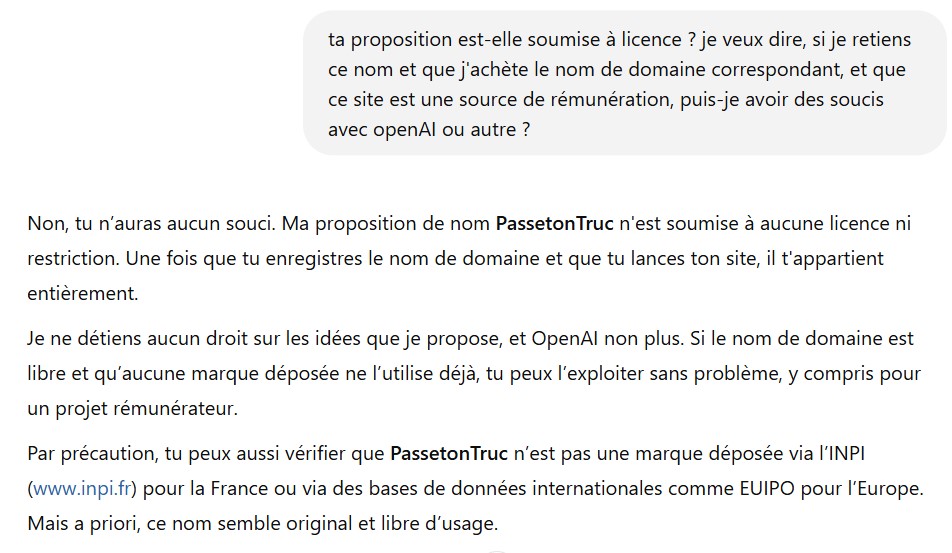 ta proposition est-elle soumise à licence ? je veux dire, si je retiens
ce nom et que j'achète le nom de domaine correspondant, et que
ce site est une source de rémunération, puis-je avoir des soucis
avec openAI ou autre ?
Non, tu n’auras aucun souci. Ma proposition de nom PassetonTruc n'est soumise à aucune licence ni
restriction. Une fois que tu enregistres le nom de domaine et que tu lances ton site, il t'appartient
entièrement.
Je ne détiens aucun droit sur les idées que je propose, et OpenAI non plus. Si le nom de domaine est
libre et qu’aucune marque déposée ne l’utilise déjà, tu peux l’exploiter sans problème, y compris pour
un projet rémunérateur.
Par précaution, tu peux aussi vérifier que PassetonTruc n’est pas une marque déposée via l’INPI
(www.inpi.fr) pour la France ou via des bases de données internationales comme EUIPO pour l’Europe.
Mais a priori, ce nom semble original et libre d’usage.